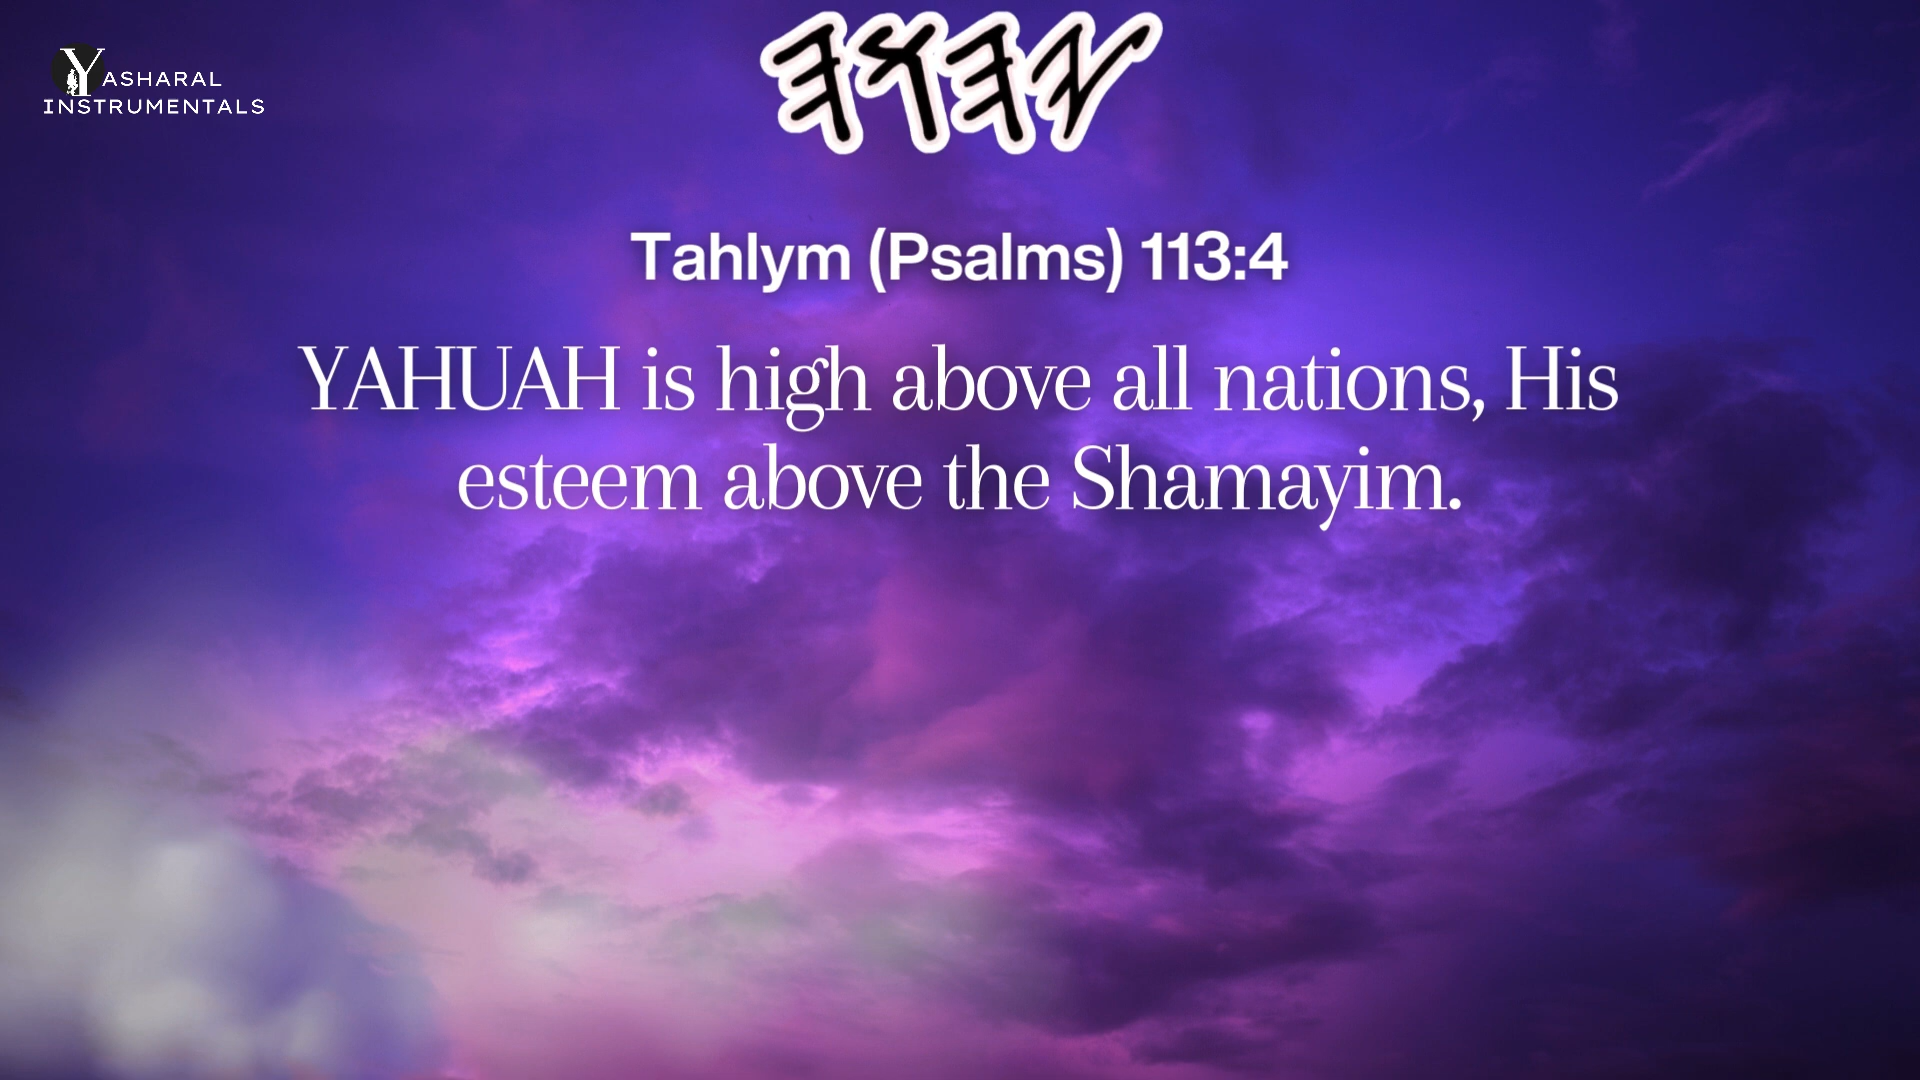 𐤉𐤄𐤅𐤄
YASHARAL
INSTRUMENTALS
Tahlym (Psalms) 113:4
YAHUAH is high above all nations, His
esteem above the Shamayim.